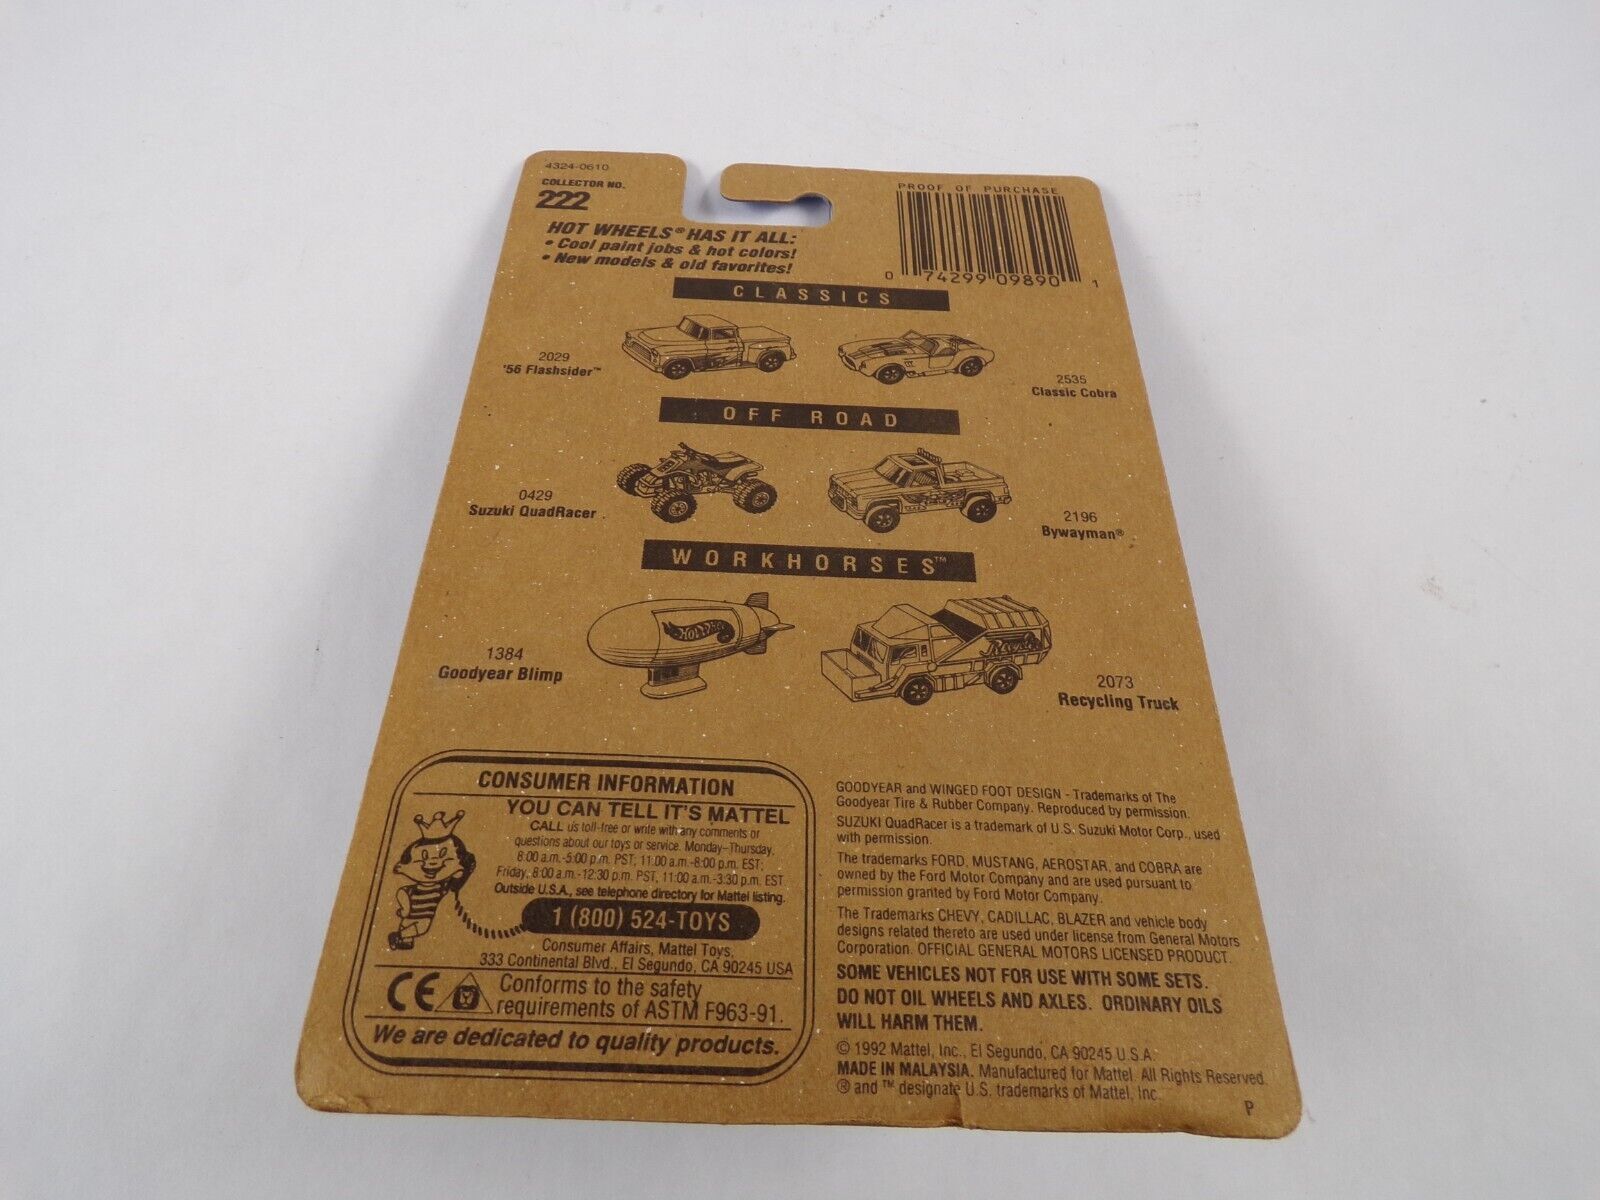 4324-0610
COLLECTOR NO.
222
HOT WHEELS® HAS IT ALL:
• Cool paint jobs & hot colors!
• New models & old favorites!
PROOF OF PURCHASE
0 74299 09890 1
CLASSICS
2029
'56 Flashsider™
2535
Classic Cobra
OFF ROAD
0429
Suzuki QuadRacer
2196
Bywayman®
WORKHORSES™
HOT WHEELS
1384
Goodyear Blimp
2073
Recycling Truck
CONSUMER INFORMATION
YOU CAN TELL IT'S MATTEL
CALL us toll-free or write with any comments or
questions about our toys or service. Monday–Thursday,
8:00 a.m.-5:00 p.m. PST; 11:00 a.m.-8:00 p.m. EST;
Friday, 8:00 a.m.-12:30 p.m. PST, 11:00 a.m.-3:30 p.m. EST
Outside U.S.A., see telephone directory for Mattel listing.
1 (800) 524-TOYS
Consumer Affairs, Mattel Toys,
333 Continental Blvd., El Segundo, CA 90245 USA
CE
Conforms to the safety
requirements of ASTM F963-91.
We are dedicated to quality products.
GOODYEAR and WINGED FOOT DESIGN - Trademarks of The
Goodyear Tire & Rubber Company. Reproduced by permission.
SUZUKI QuadRacer is a trademark of U.S. Suzuki Motor Corp., used
with permission.
The trademarks FORD, MUSTANG, AEROSTAR, and COBRA are
owned by the Ford Motor Company and are used pursuant to
permission granted by Ford Motor Company.
The Trademarks CHEVY, CADILLAC, BLAZER and vehicle body
designs related thereto are used under license from General Motors
Corporation. OFFICIAL GENERAL MOTORS LICENSED PRODUCT.
SOME VEHICLES NOT FOR USE WITH SOME SETS.
DO NOT OIL WHEELS AND AXLES. ORDINARY OILS
WILL HARM THEM.
© 1992 Mattel, Inc., El Segundo, CA 90245 U.S.A.
MADE IN MALAYSIA. Manufactured for Mattel. All Rights Reserved.
® and ™ designate U.S. trademarks of Mattel, Inc.
P